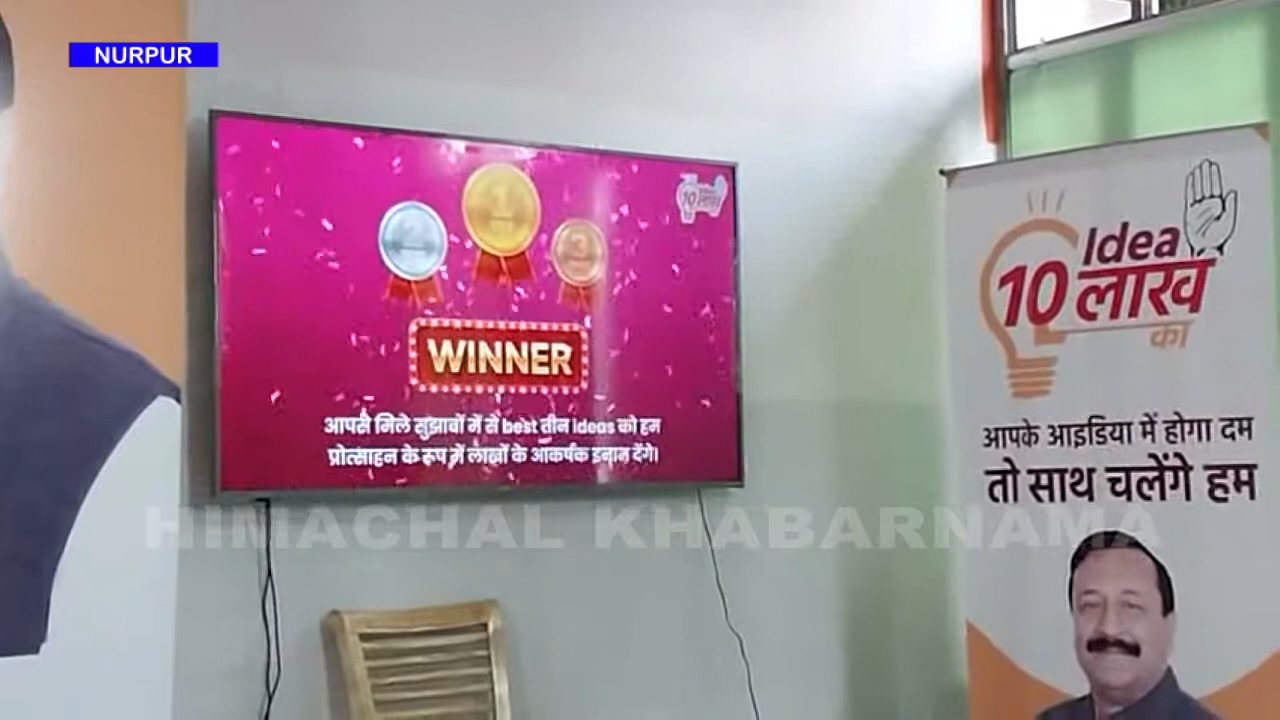 NURPUR
10 लाख
WINNER
आपसे मिले सुझावों में से best तीन ideas को हम
प्रोत्साहन के रूप में लाखों के आकर्षक इनाम देंगे।
Idea
10 लाख
का
आपके आइडिया में होगा दम
तो साथ चलेंगे हम
HIMACHAL KHABARNAMA